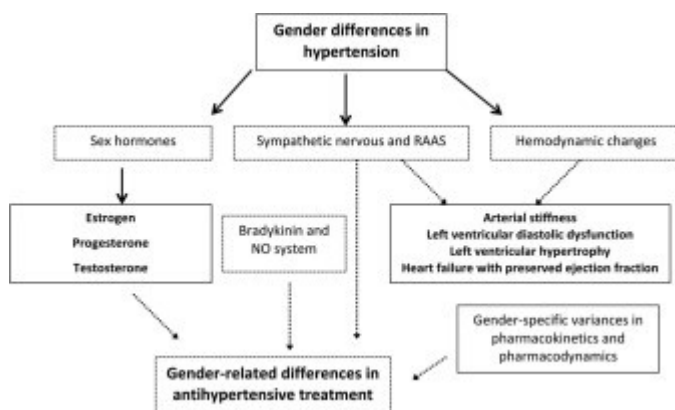 Gender differences in
hypertension
Sex hormones
Sympathetic nervous and RAAS
Hemodynamic changes
Estrogen
Progesterone
Testosterone
Bradykinin and
NO system
Arterial stiffness
Left ventricular diastolic dysfunction
Left ventricular hypertrophy
Heart failure with preserved ejection fraction
Gender-specific variances in
pharmacokinetics and
pharmacodynamics
Gender-related differences in
antihypertensive treatment